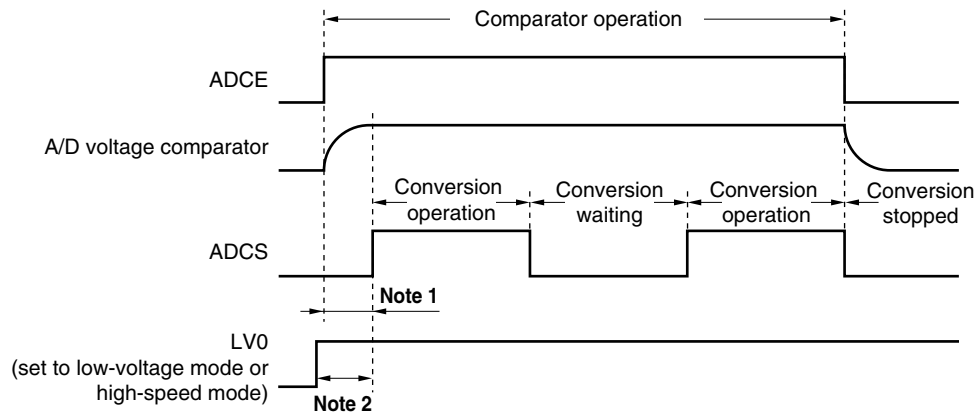 Comparator operation
ADCE
A/D voltage comparator
Conversion
operation
Conversion
waiting
Conversion
operation
Conversion
stopped
ADCS
Note 1
LV0
(set to low-voltage mode or
high-speed mode)
Note 2